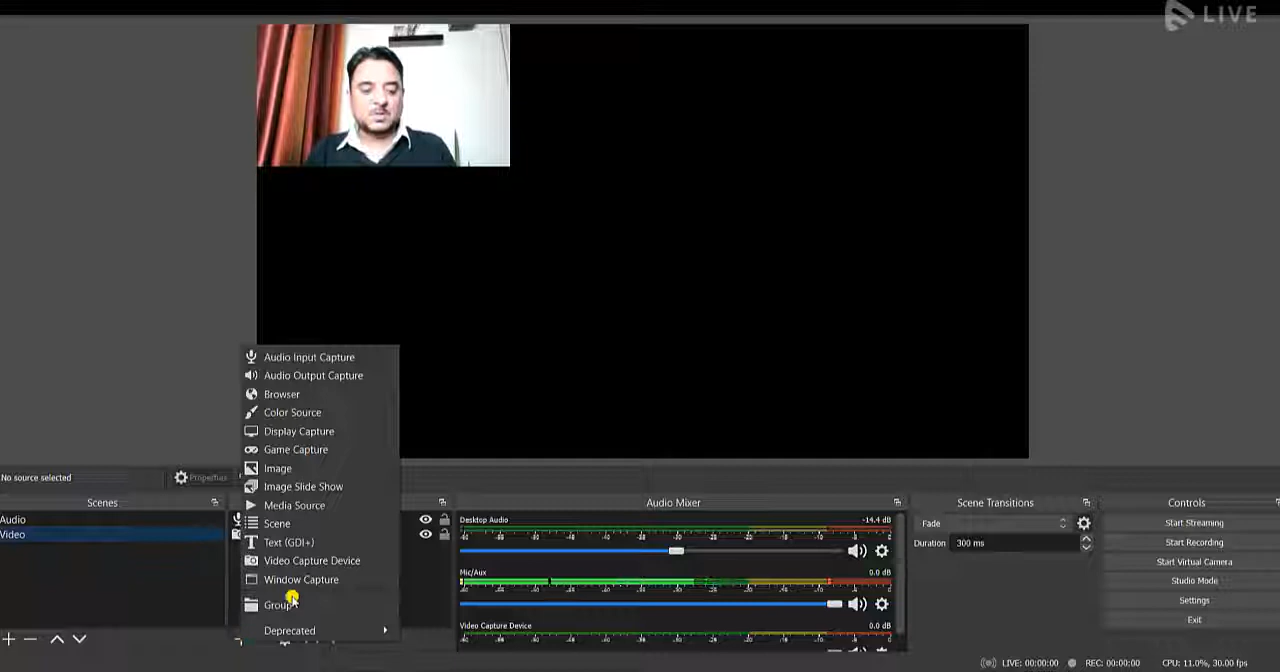 LIVE
Audio Input Capture
Audio Output Capture
Browser
Color Source
Display Capture
Game Capture
Image
Image Slide Show
Media Source
Scene
Text (GDI+)
Video Capture Device
Window Capture
Group
Deprecated
No source selected
Properties
Scenes
Audio
Video
Audio Mixer
Desktop Audio
-14.4 dB
Mic/Aux
0.0 dB
Video Capture Device
0.0 dB
Scene Transitions
Fade
Duration 300 ms
Controls
Start Streaming
Start Recording
Start Virtual Camera
Studio Mode
Settings
Exit
LIVE: 00:00:00 REC: 00:00:00 CPU: 11.0%, 30.00 fps